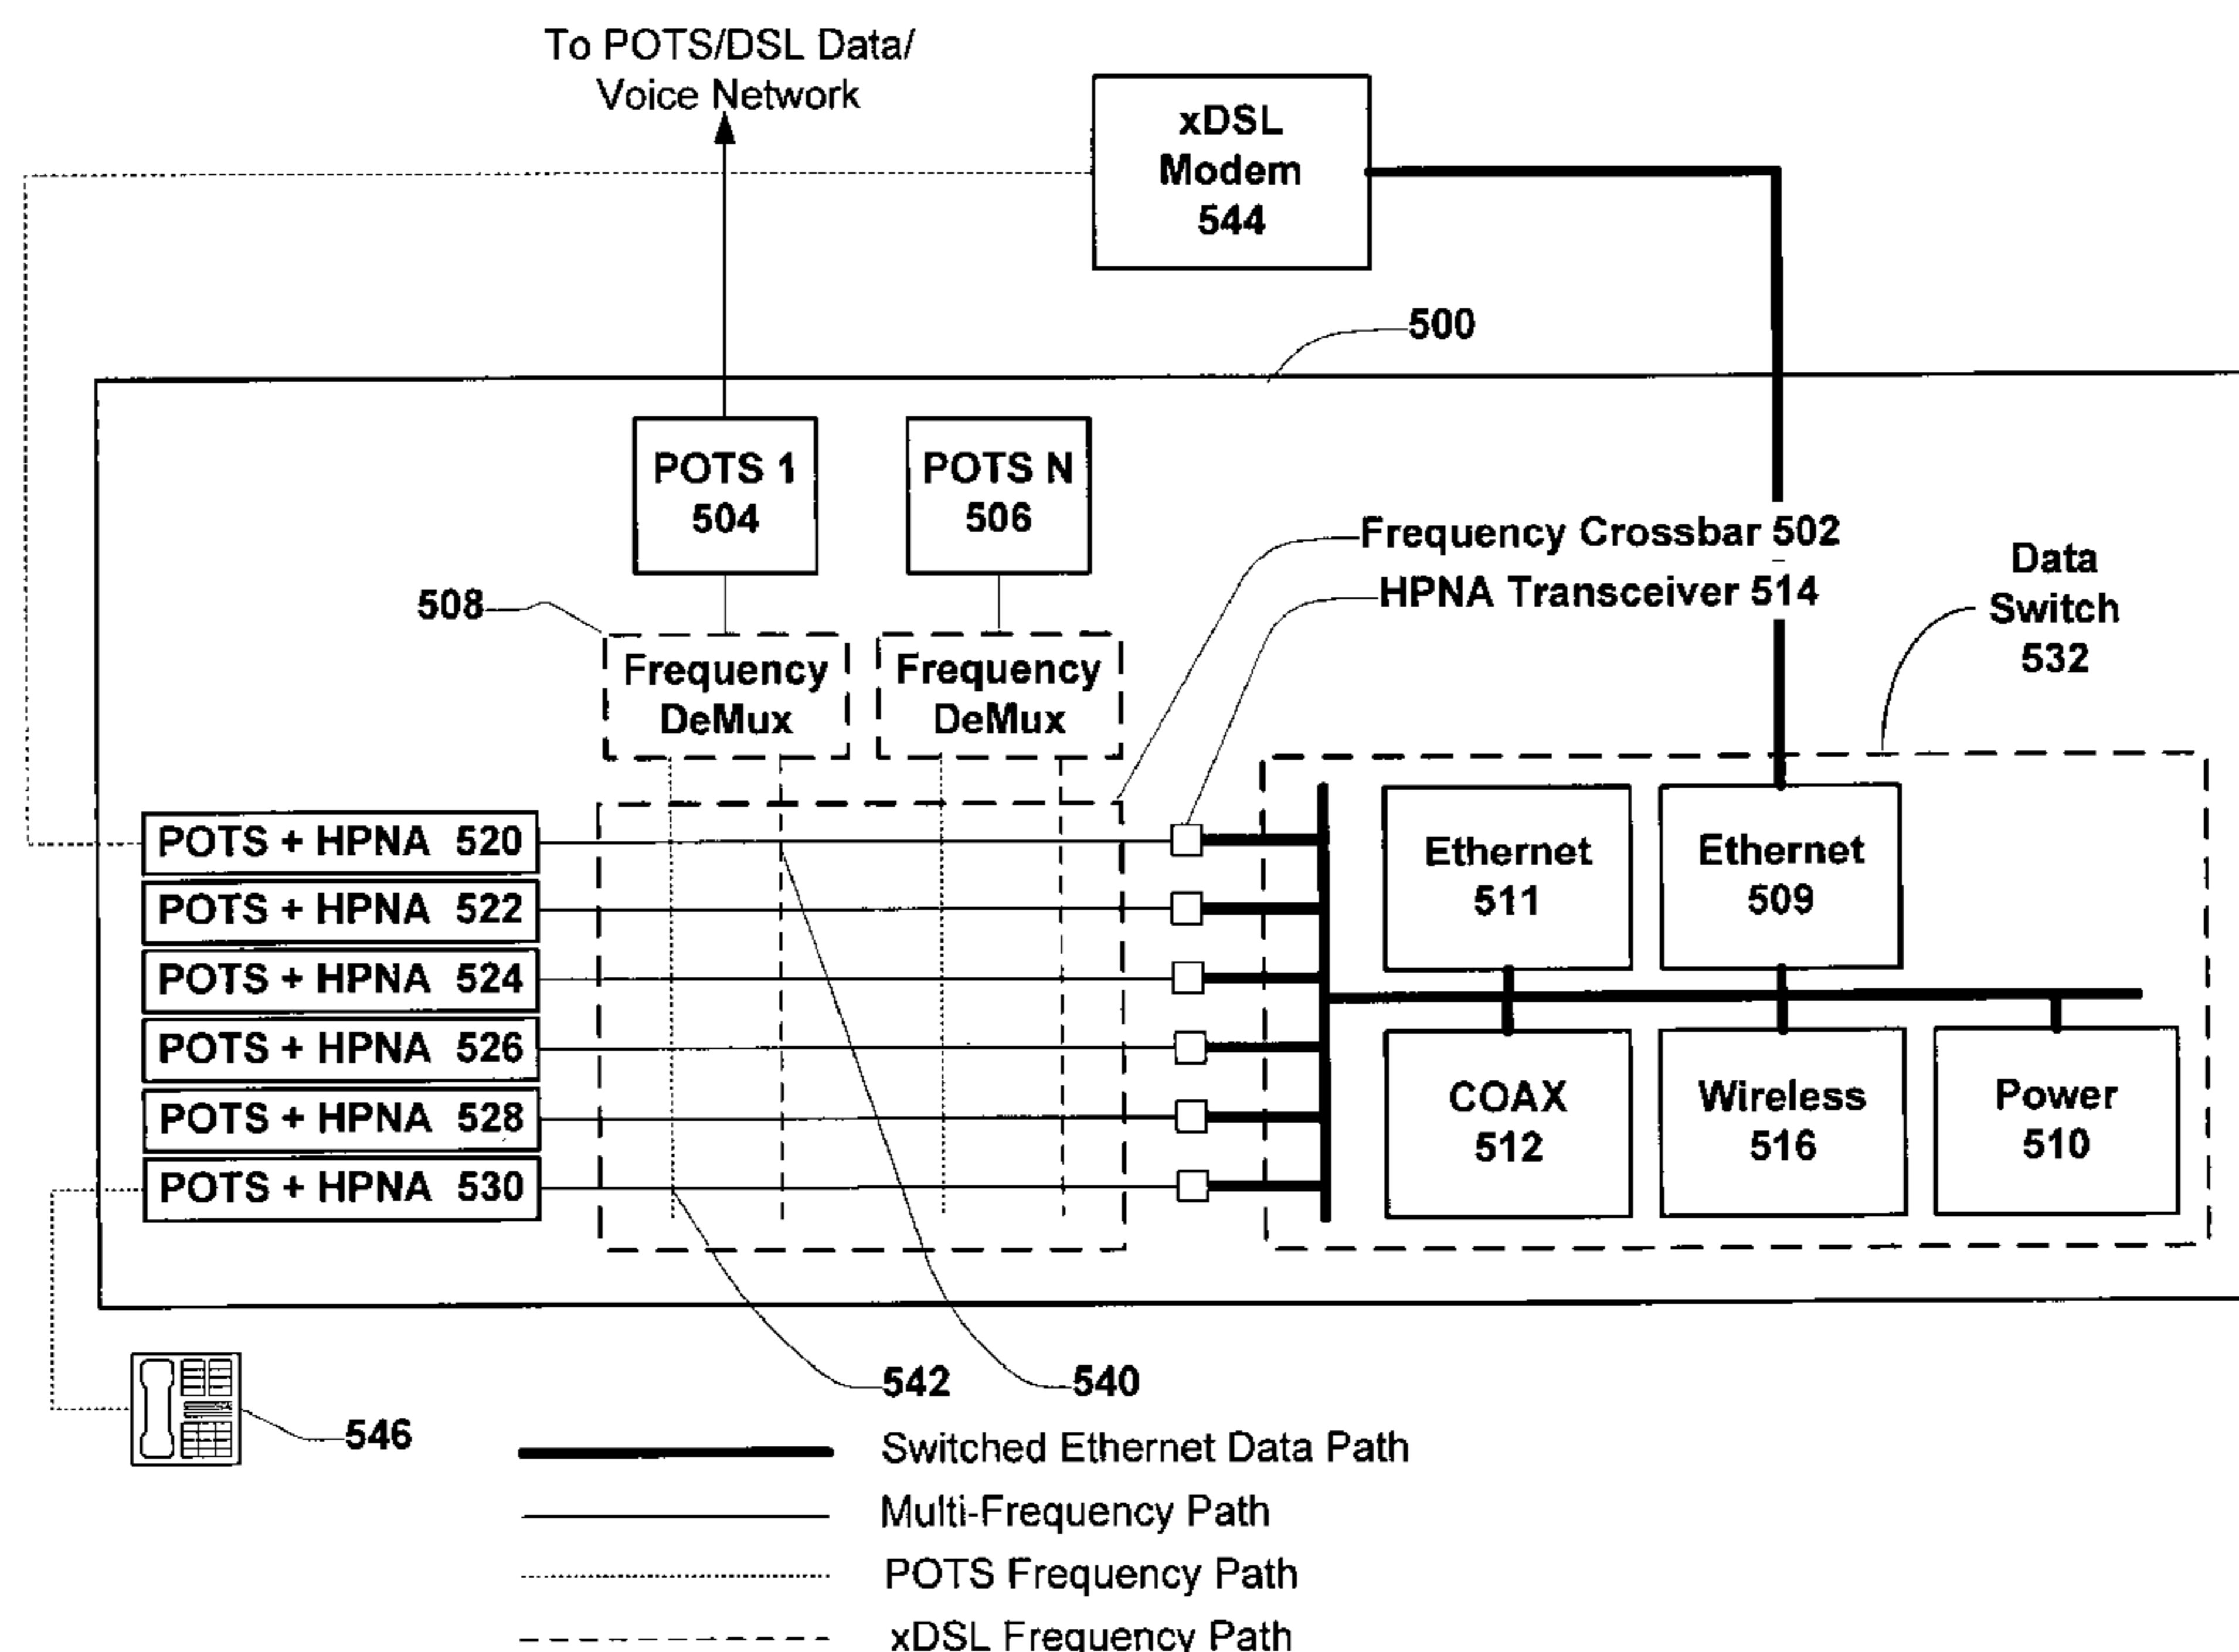 To POTS/DSL Data/
Voice Network
xDSL
Modem
544
500
POTS 1
504
POTS N
506
Frequency Crossbar 502
HPNA Transceiver 514
Data
Switch
532
508
Frequency
DeMux
Frequency
DeMux
POTS + HPNA 520
POTS + HPNA 522
POTS + HPNA 524
POTS + HPNA 526
POTS + HPNA 528
POTS + HPNA 530
Ethernet
511
Ethernet
509
COAX
512
Wireless
516
Power
510
542
540
546
Switched Ethernet Data Path
Multi-Frequency Path
POTS Frequency Path
xDSL Frequency Path